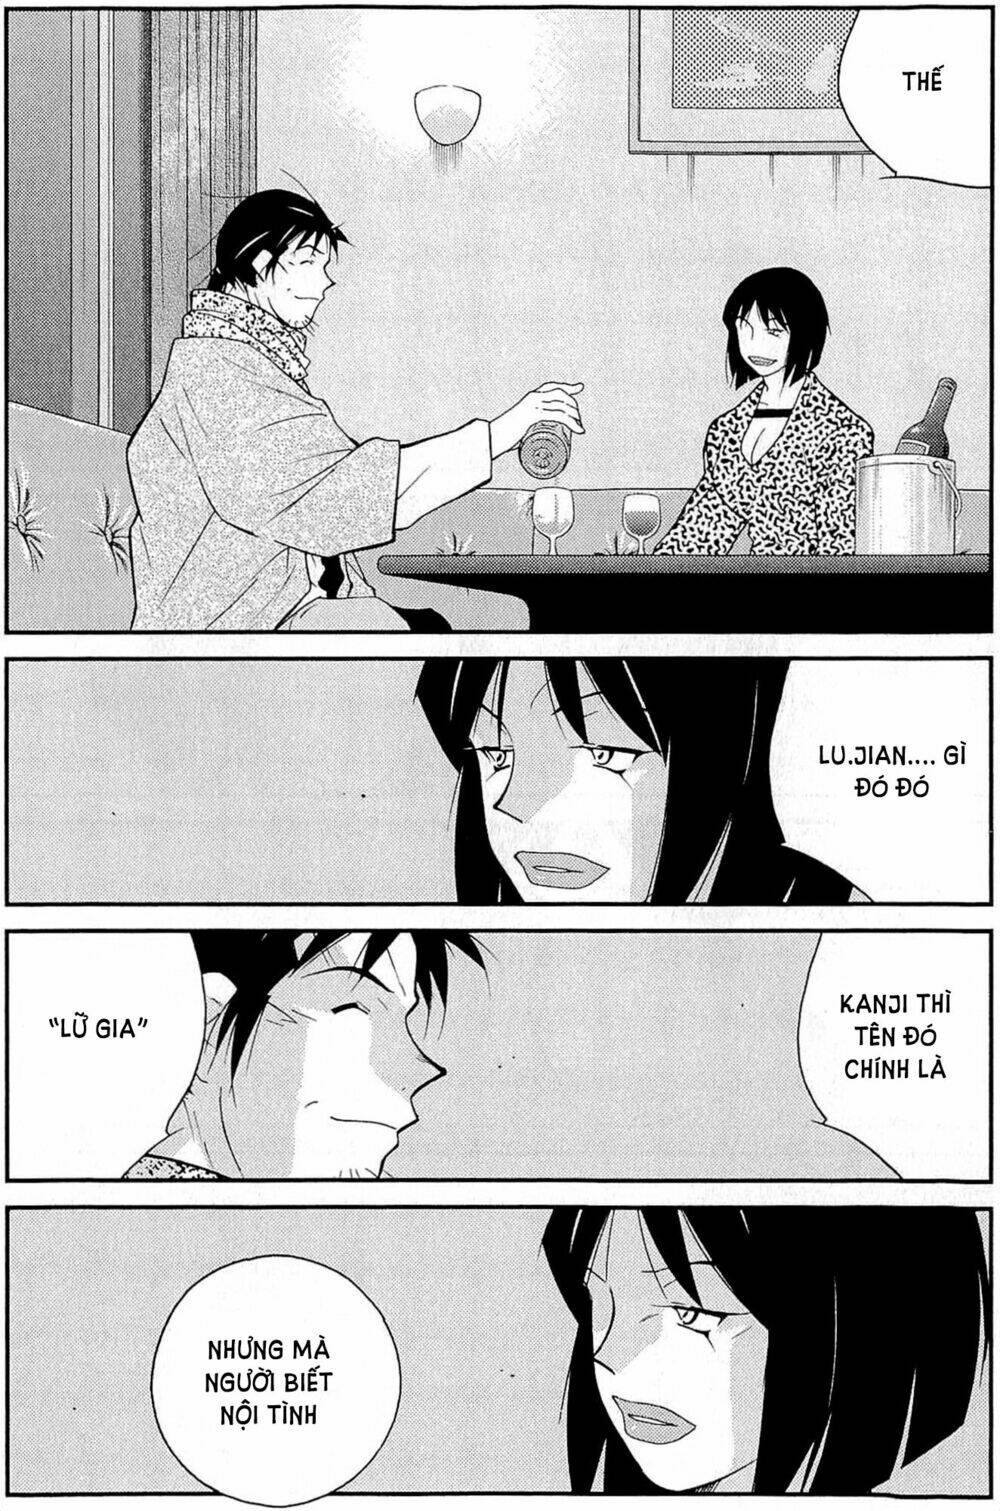 THẾ
LU.JIAN.... GÌ
ĐÓ ĐÓ
KANJI THÌ
TÊN ĐÓ
CHÍNH LÀ
“LỮ GIA”
NHƯNG MÀ
NGƯỜI BIẾT
NỘI TÌNH